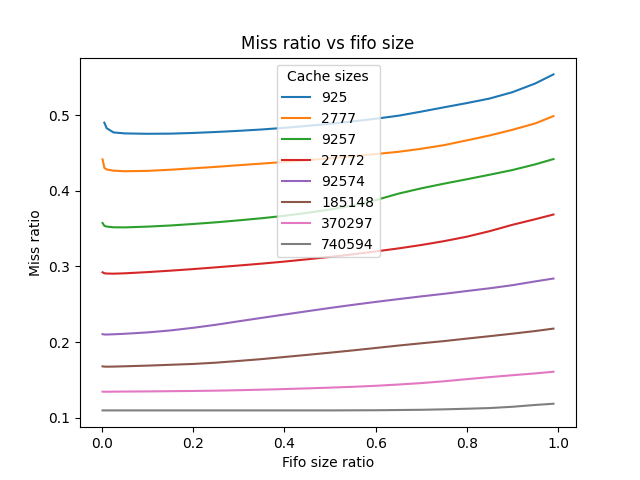 Miss ratio vs fifo size
Cache sizes
925
2777
9257
27772
92574
185148
370297
740594
Miss ratio
0.5
0.4
0.3
0.2
0.1
0.0 0.2 0.4 0.6 0.8 1.0
Fifo size ratio